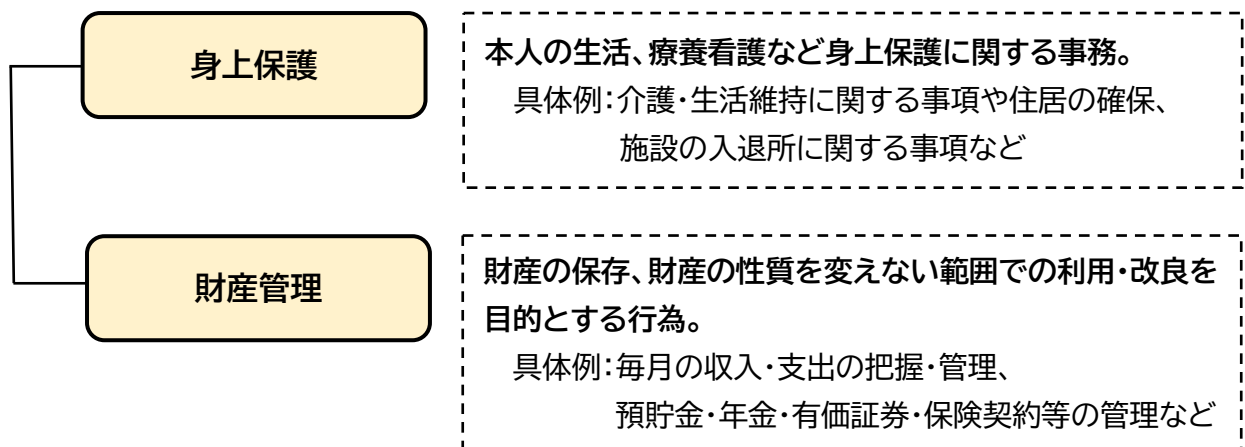 身上保護
本人の生活、療養看護など身上保護に関する事務。
具体例：介護・生活維持に関する事項や住居の確保、
施設の入退所に関する事項など
財産管理
財産の保存、財産の性質を変えない範囲での利用・改良を
目的とする行為。
具体例：毎月の収入・支出の把握・管理、
預貯金・年金・有価証券・保険契約等の管理など